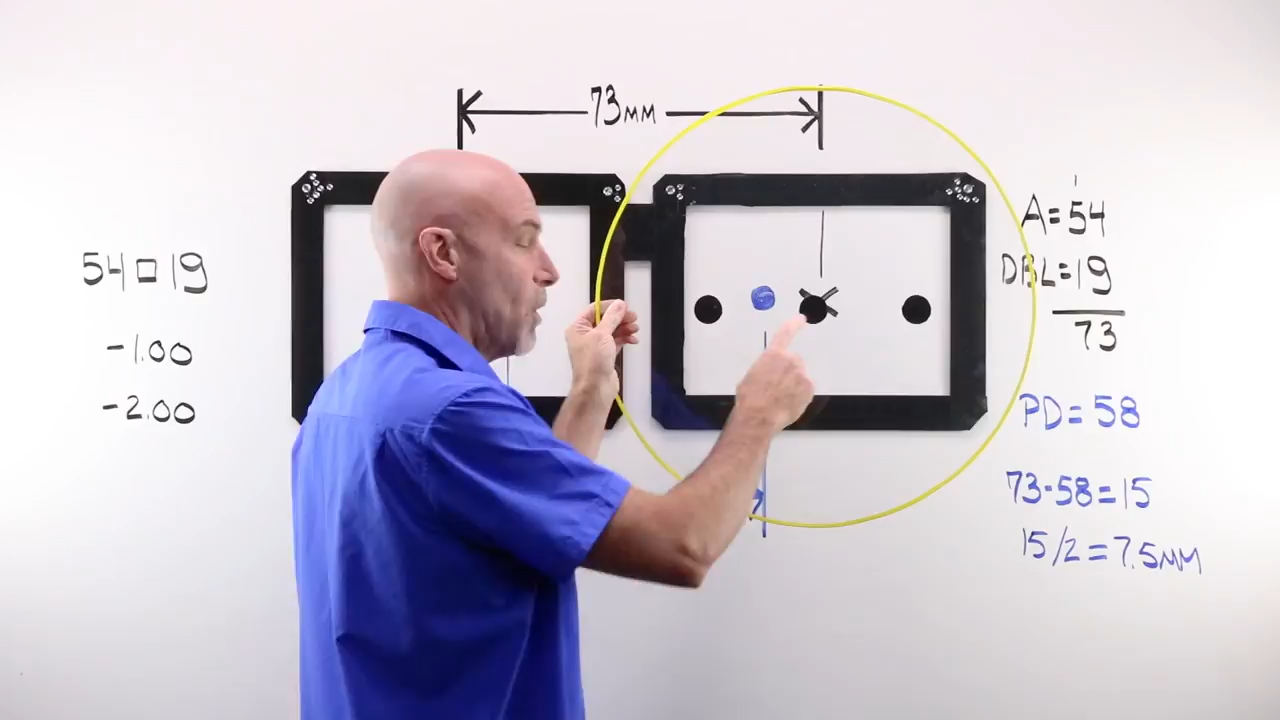 73MM
54□19
-1.00
-2.00
A=54
DBL=19
73
PD=58
73-58=15
15/2=7.5MM